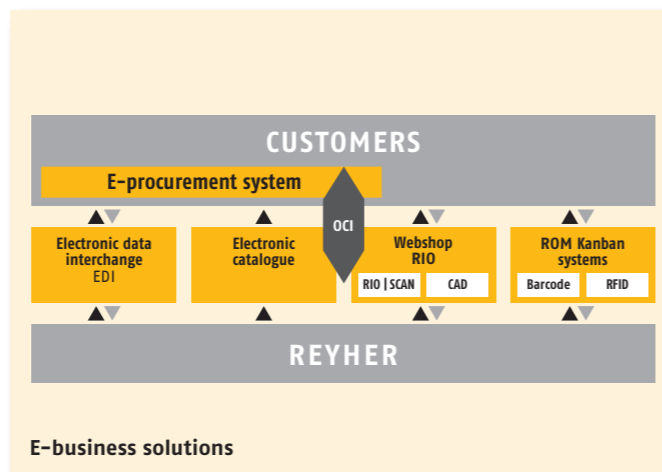 CUSTOMERS
E-procurement system
OCI
Electronic data
interchange
EDI
Electronic
catalogue
Webshop
RIO
RIO | SCAN
CAD
ROM Kanban
systems
Barcode
RFID
REYHER
E-business solutions